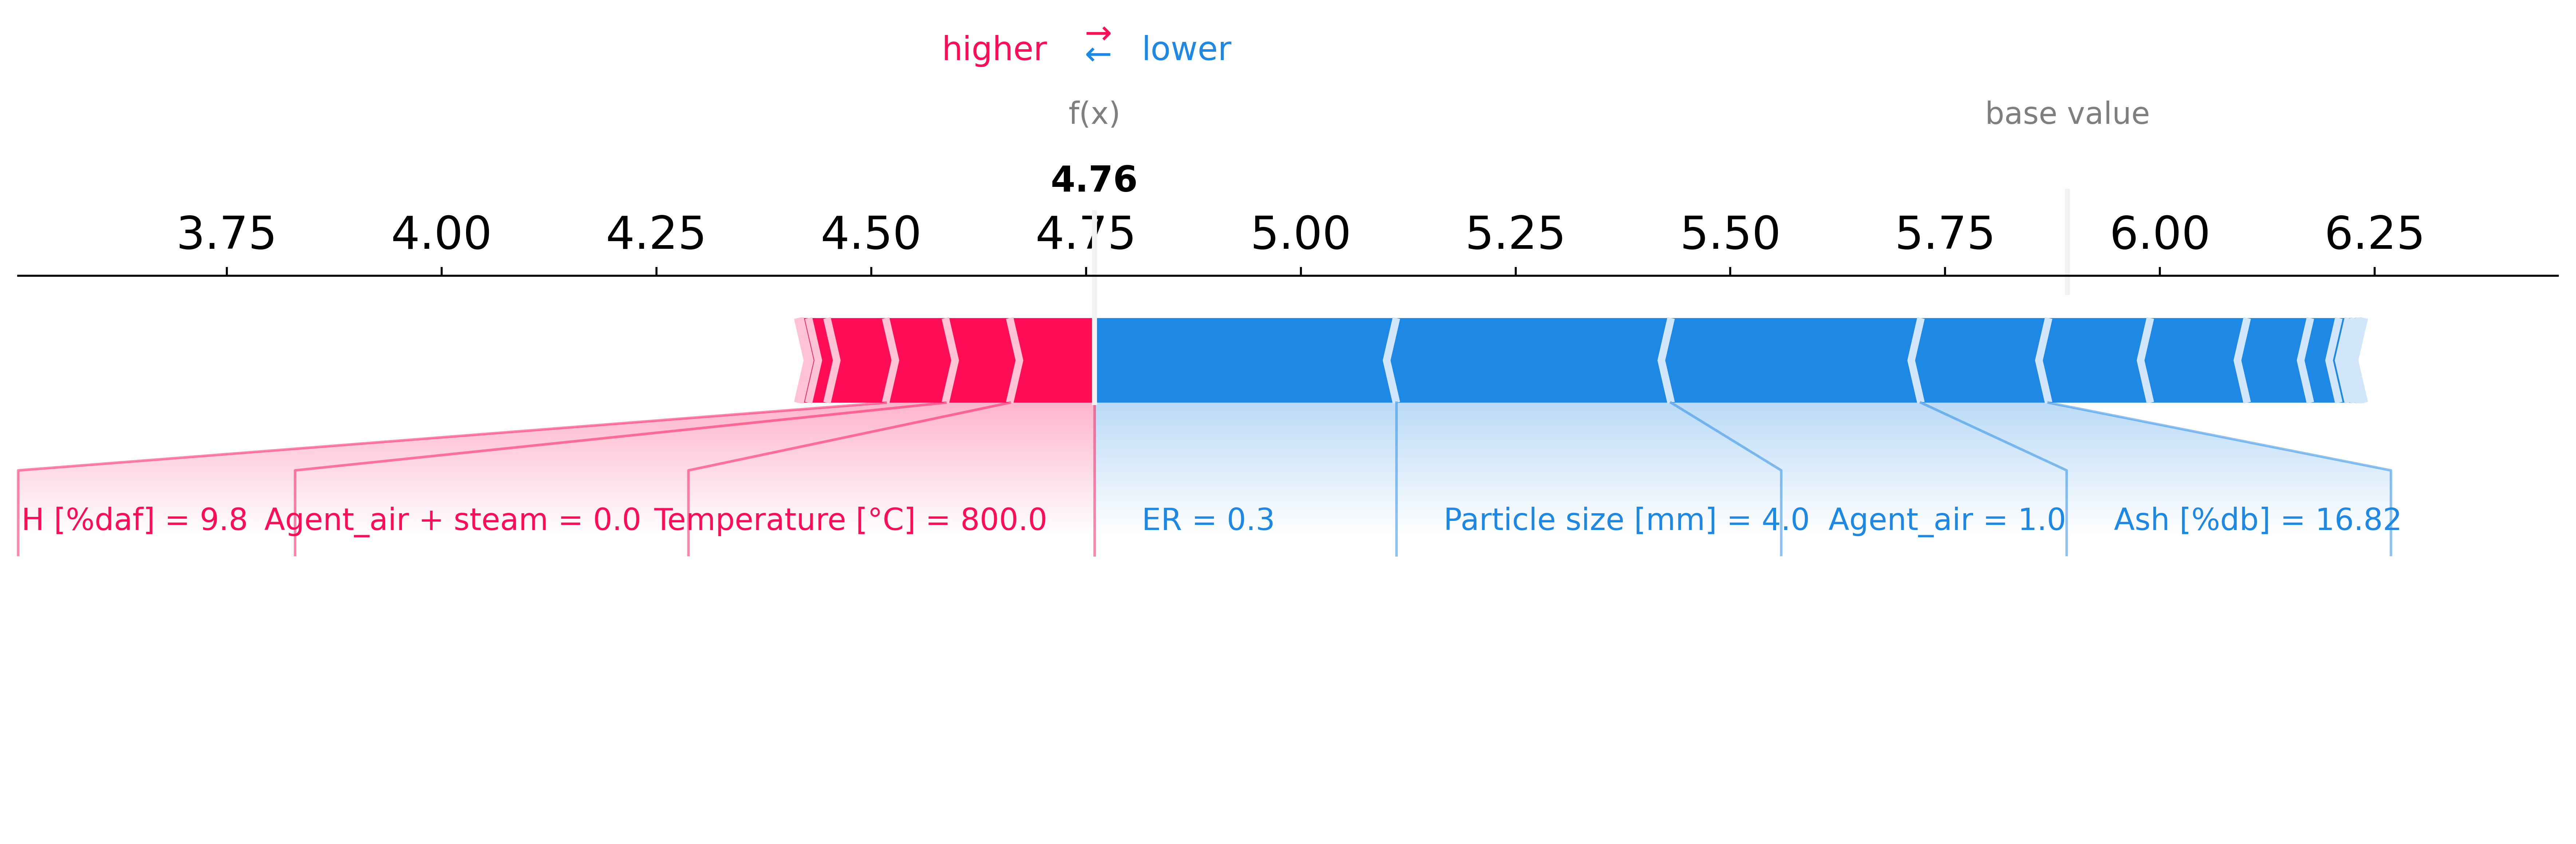 higher → ← lower
f(x) base value
4.76
3.75 4.00 4.25 4.50 4.75 5.00 5.25 5.50 5.75 6.00 6.25
H [%daf] = 9.8 Agent_air + steam = 0.0 Temperature [°C] = 800.0 ER = 0.3 Particle size [mm] = 4.0 Agent_air = 1.0 Ash [%db] = 16.82